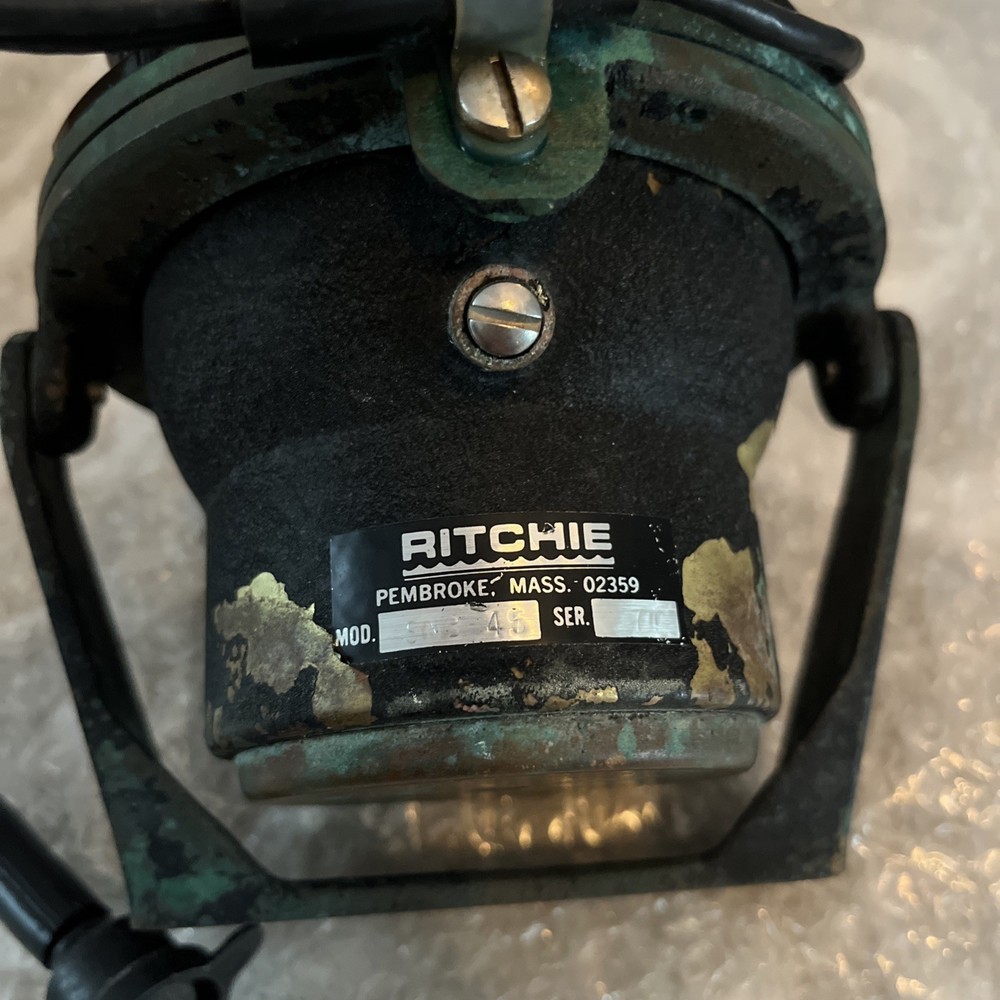 RITCHIE
PEMBROKE, MASS. 02359
MOD. SER.